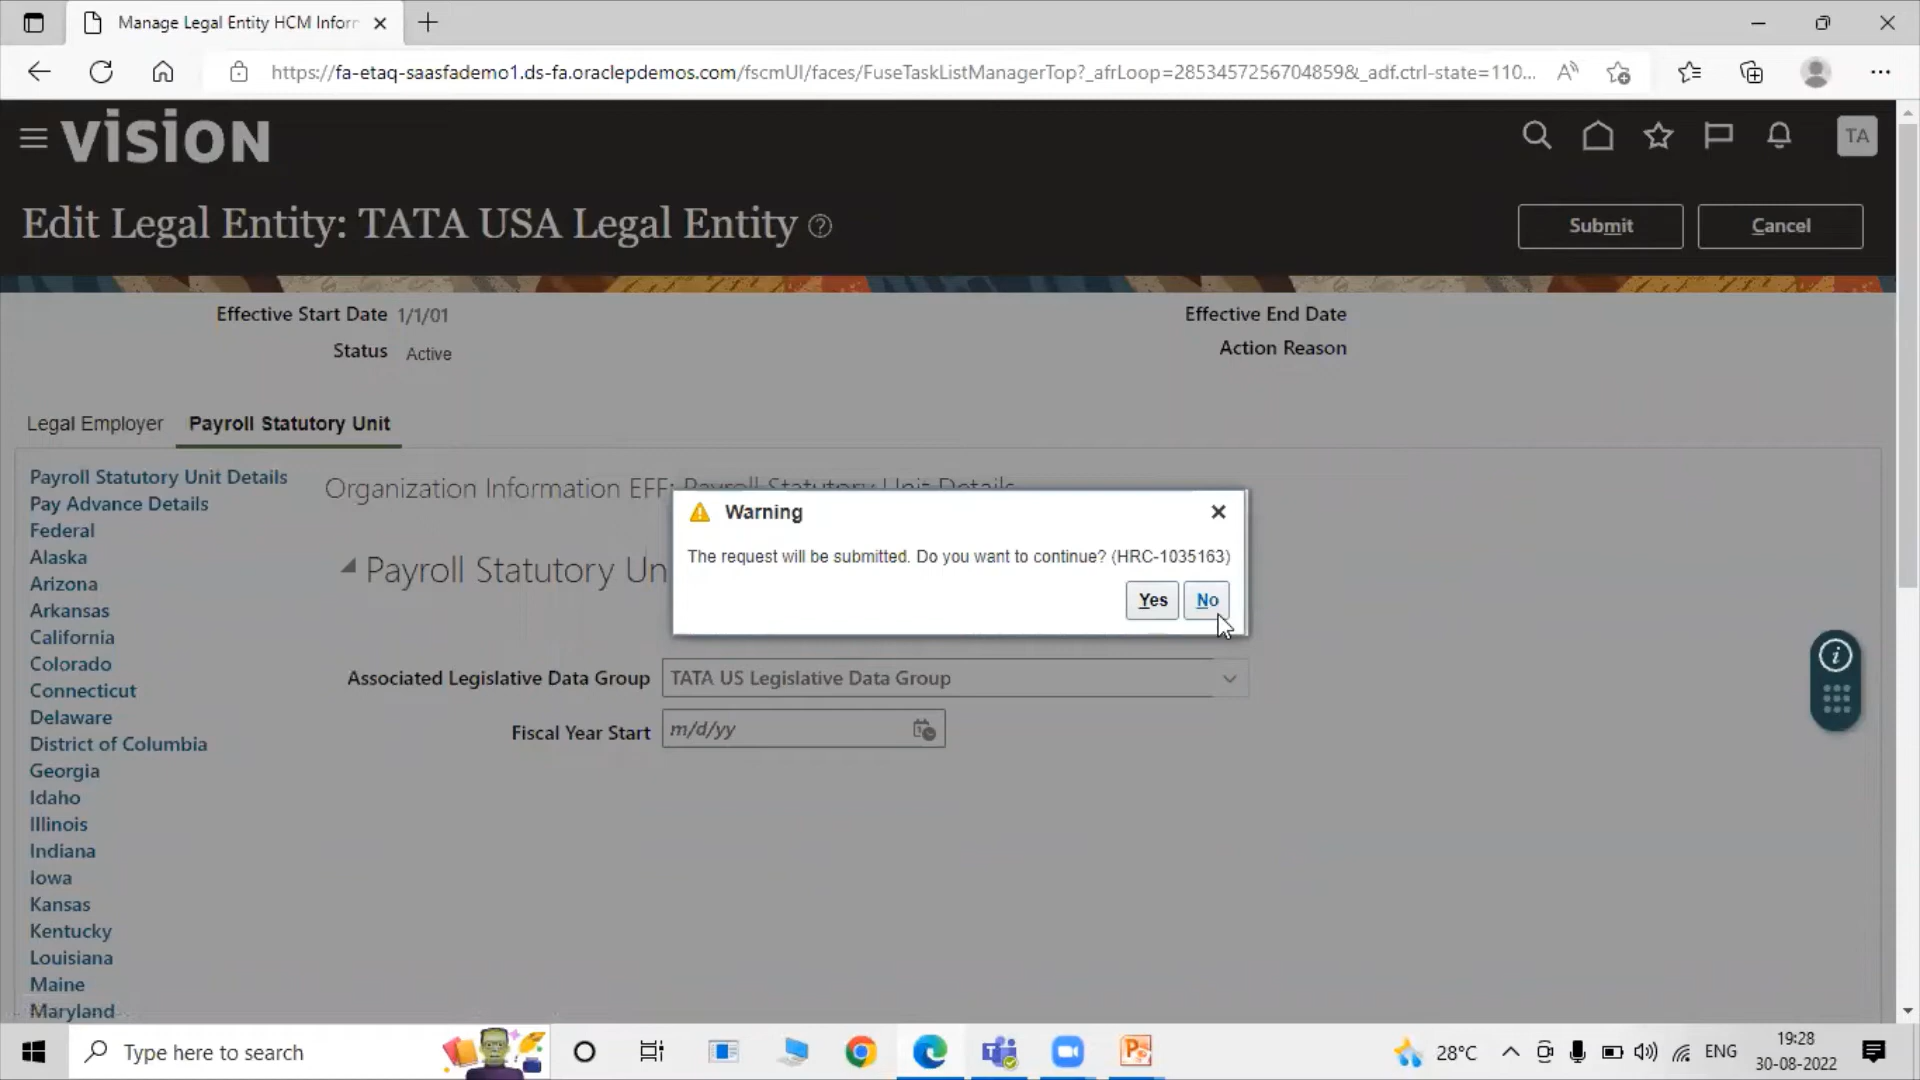 Manage Legal Entity HCM Inforr
https://fa-etaq-saasfademo1.ds-fa.oraclepdemos.com/fscmUI/faces/FuseTaskListManagerTop?_afrLoop=2853457256704859&_adf.ctrl-state=110...
VISION
TA
Edit Legal Entity: TATA USA Legal Entity
Submit
Cancel
Effective Start Date 1/1/01
Effective End Date
Status Active
Action Reason
Legal Employer
Payroll Statutory Unit
Payroll Statutory Unit Details
Organization Information EFF: Payroll Statutory Unit Details
Pay Advance Details
Federal
Alaska
Arizona
Arkansas
California
Colorado
Connecticut
Delaware
District of Columbia
Georgia
Idaho
Illinois
Indiana
Iowa
Kansas
Kentucky
Louisiana
Maine
Maryland
Payroll Statutory Un
Warning
The request will be submitted. Do you want to continue? (HRC-1035163)
Yes
No
Associated Legislative Data Group TATA US Legislative Data Group
Fiscal Year Start m/d/yy
Type here to search
28°C
ENG
19:28
30-08-2022